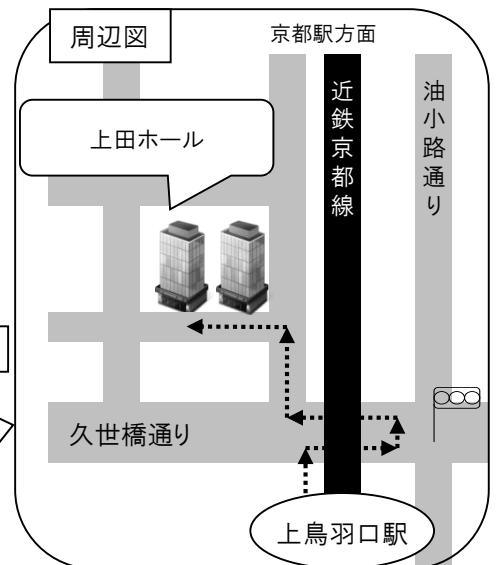 周辺図
京都駅方面
近鉄京都線
油小路通り
上田ホール
久世橋通り
上鳥羽口駅